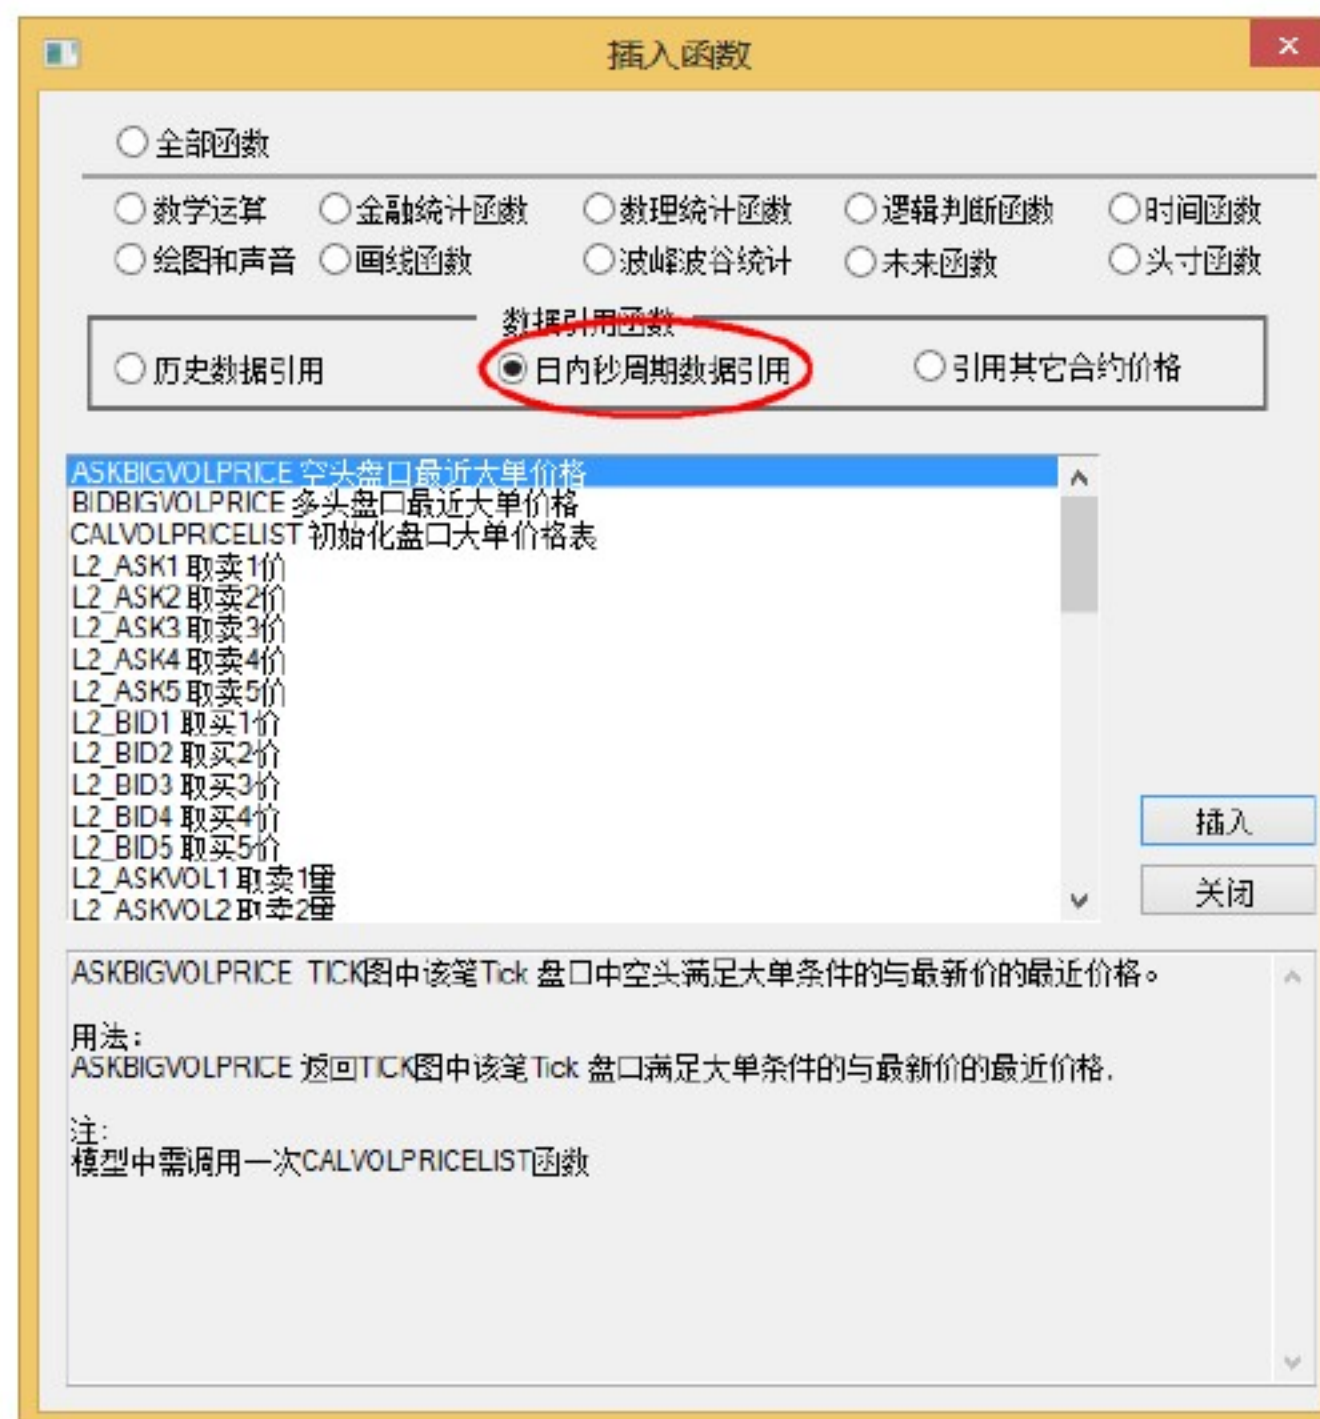 插入函数
全部函数
数学运算 金融统计函数 数理统计函数 逻辑判断函数 时间函数
绘图和声音 画线函数 波峰波谷统计 未来函数 头寸函数
数据引用函数
历史数据引用 日内秒周期数据引用 引用其它合约价格
ASKBIGVOLPRICE 空头盘口最近大单价格
BIDBIGVOLPRICE 多头盘口最近大单价格
CALVOLPRICELIST 初始化盘口大单价格表
L2_ASK1 取卖1价
L2_ASK2 取卖2价
L2_ASK3 取卖3价
L2_ASK4 取卖4价
L2_ASK5 取卖5价
L2_BID1 取买1价
L2_BID2 取买2价
L2_BID3 取买3价
L2_BID4 取买4价
L2_BID5 取买5价
L2_ASKVOL1 取卖1量
L2_ASKVOL2 取卖2量
插入
关闭
ASKBIGVOLPRICE TICK图中该笔Tick 盘口中空头满足大单条件的与最新价的最近价格。
用法:
ASKBIGVOLPRICE 返回TICK图中该笔Tick 盘口满足大单条件的与最新价的最近价格.
注:
模型中需调用一次CALVOLPRICELIST函数